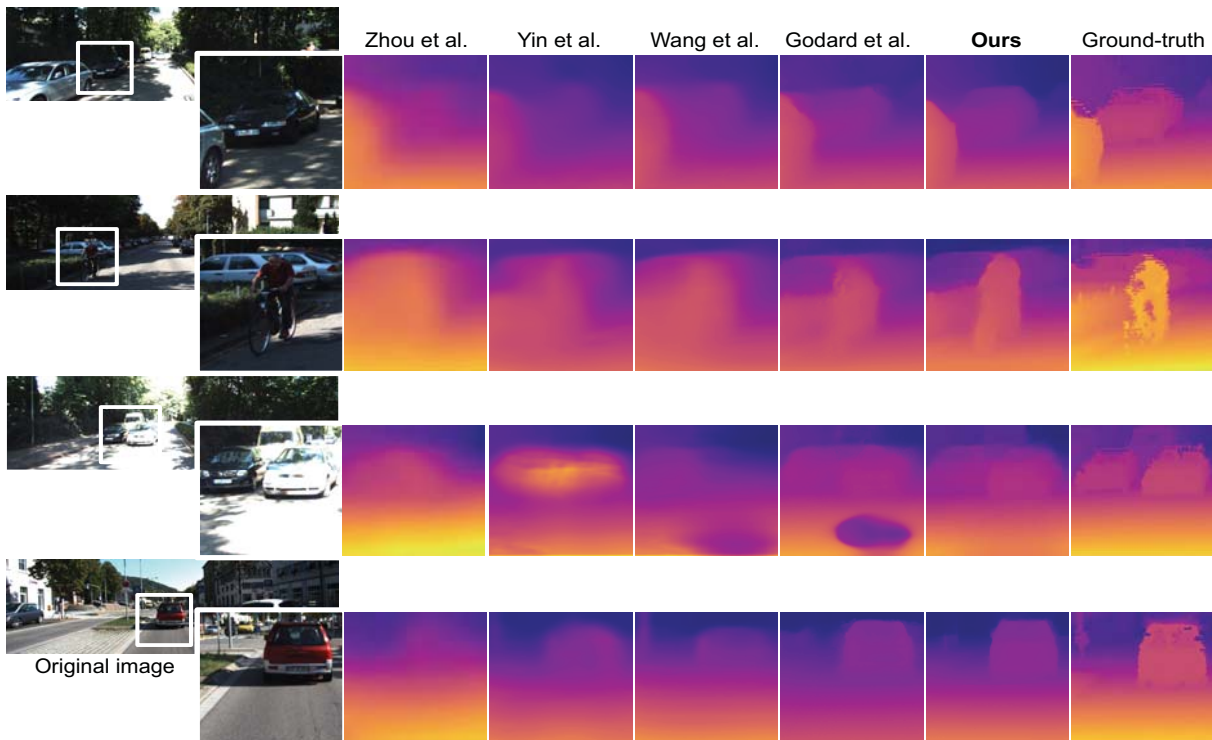 Zhou et al. Yin et al. Wang et al. Godard et al. Ours Ground-truth
Original image